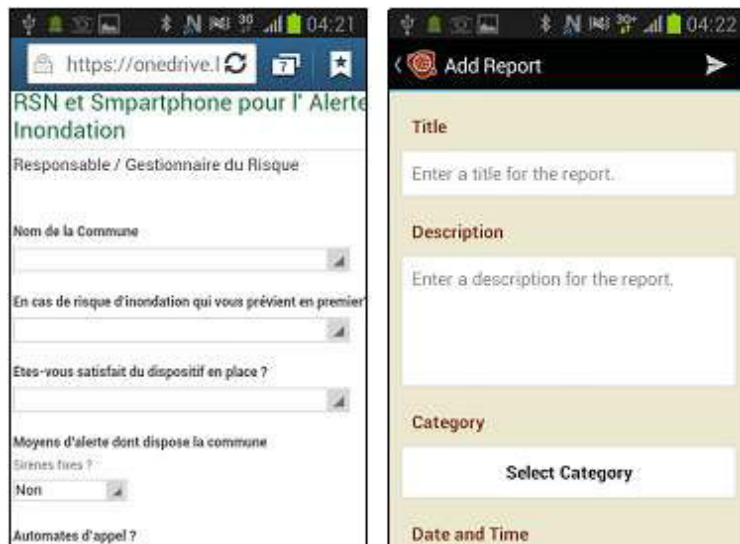 3G
04:21
https://onedrive.l
7
RSN et Smpartphone pour l' Alerte
Inondation
Responsable / Gestionnaire du Risque
Nom de la Commune
En cas de risque d'inondation qui vous prévient en premier
Etes-vous satisfait du dispositif en place ?
Moyens d'alerte dont dispose la commune
Sirènes fixes ?
Non
Automates d'appel ?
3G+
04:22
Add Report
Title
Enter a title for the report.
Description
Enter a description for the report.
Category
Select Category
Date and Time